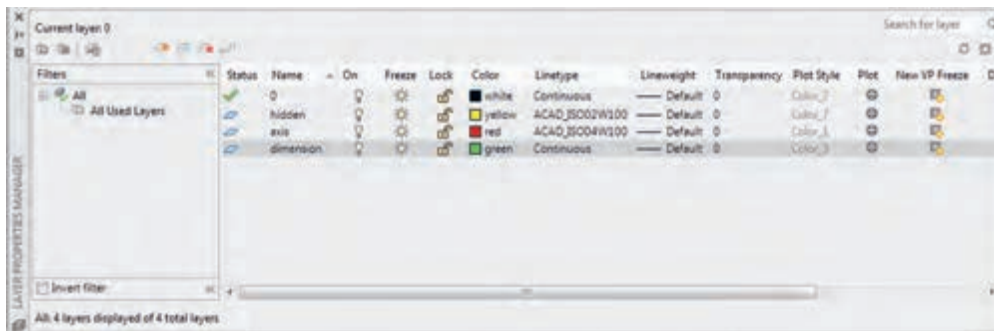 Current layer: 0
Search for layer
Filters
All
All Used Layers
Status Name On Freeze Lock Color Linetype Lineweight Transparency Plot Style Plot New VP Freeze D
0 white Continuous Default 0 Color_7
hidden yellow ACAD_ISO02W100 Default 0
axis red ACAD_ISO04W100 Default 0 Color_1
dimension green Continuous Default 0 Color_3
Invert filter
LAYER PROPERTIES MANAGER
All: 4 layers displayed of 4 total layers